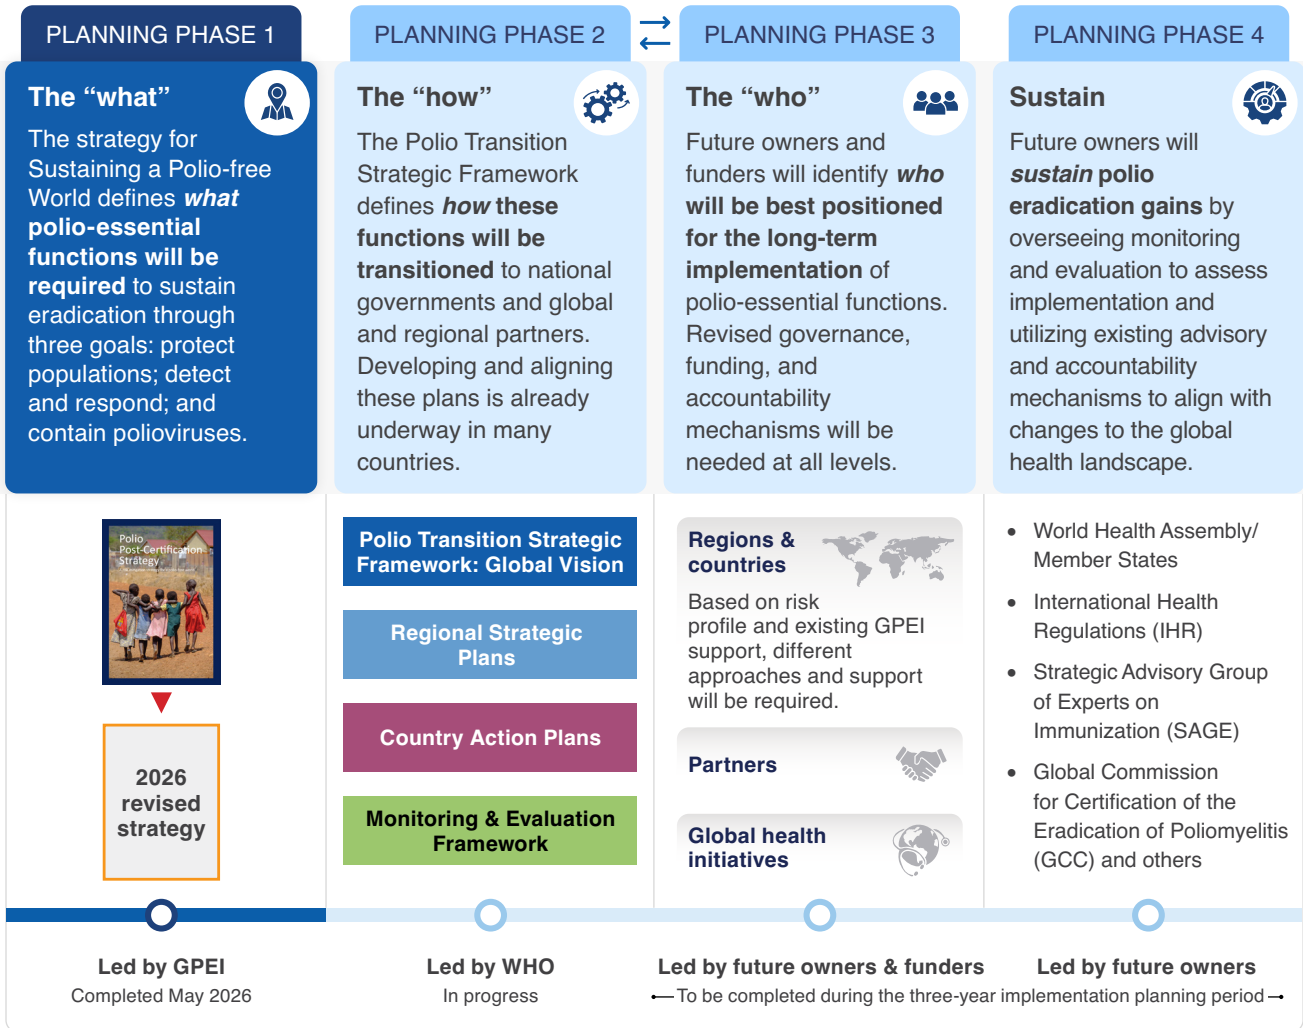 PLANNING PHASE 1
The “what”
The strategy for
Sustaining a Polio-free
World defines what
polio-essential
functions will be
required to sustain
eradication through
three goals: protect
populations; detect
and respond; and
contain polioviruses.
Polio
Post-Certification
Strategy
2026
revised
strategy
Led by GPEI
Completed May 2026
PLANNING PHASE 2
The “how”
The Polio Transition
Strategic Framework
defines how these
functions will be
transitioned to national
governments and global
and regional partners.
Developing and aligning
these plans is already
underway in many
countries.
Polio Transition Strategic
Framework: Global Vision
Regional Strategic
Plans
Country Action Plans
Monitoring & Evaluation
Framework
Led by WHO
In progress
PLANNING PHASE 3
The “who”
Future owners and
funders will identify who
will be best positioned
for the long-term
implementation of
polio-essential functions.
Revised governance,
funding, and
accountability
mechanisms will be
needed at all levels.
Regions &
countries
Based on risk
profile and existing GPEI
support, different
approaches and support
will be required.
Partners
Global health
initiatives
Led by future owners & funders
PLANNING PHASE 4
Sustain
Future owners will
sustain polio
eradication gains by
overseeing monitoring
and evaluation to assess
implementation and
utilizing existing advisory
and accountability
mechanisms to align with
changes to the global
health landscape.
• World Health Assembly/
Member States
• International Health
Regulations (IHR)
• Strategic Advisory Group
of Experts on
Immunization (SAGE)
• Global Commission
for Certification of the
Eradication of Poliomyelitis
(GCC) and others
Led by future owners
To be completed during the three-year implementation planning period